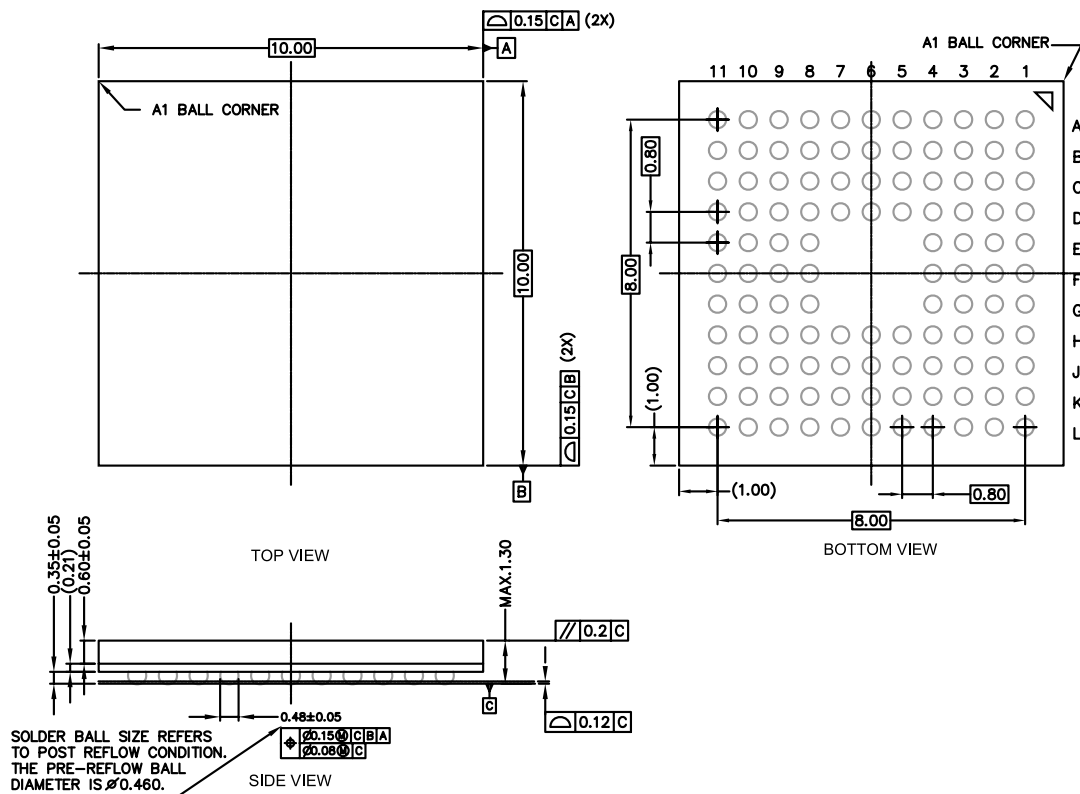 0.15 C A (2X)
10.00
A
A1 BALL CORNER
10.00
0.15 C B (2X)
B
TOP VIEW
A1 BALL CORNER
11 10 9 8 7 6 5 4 3 2 1
A
B
C
D
E
F
G
H
J
K
L
0.80
8.00
(1.00)
(1.00)
0.80
8.00
BOTTOM VIEW
0.35±0.05
(0.21)
0.60±0.05
MAX.1.30
// 0.2 C
C
0.12 C
0.48±0.05
Ø0.15Ⓜ C B A
Ø0.08Ⓜ C
SOLDER BALL SIZE REFERS
TO POST REFLOW CONDITION.
THE PRE-REFLOW BALL
DIAMETER IS Ø0.460.
SIDE VIEW